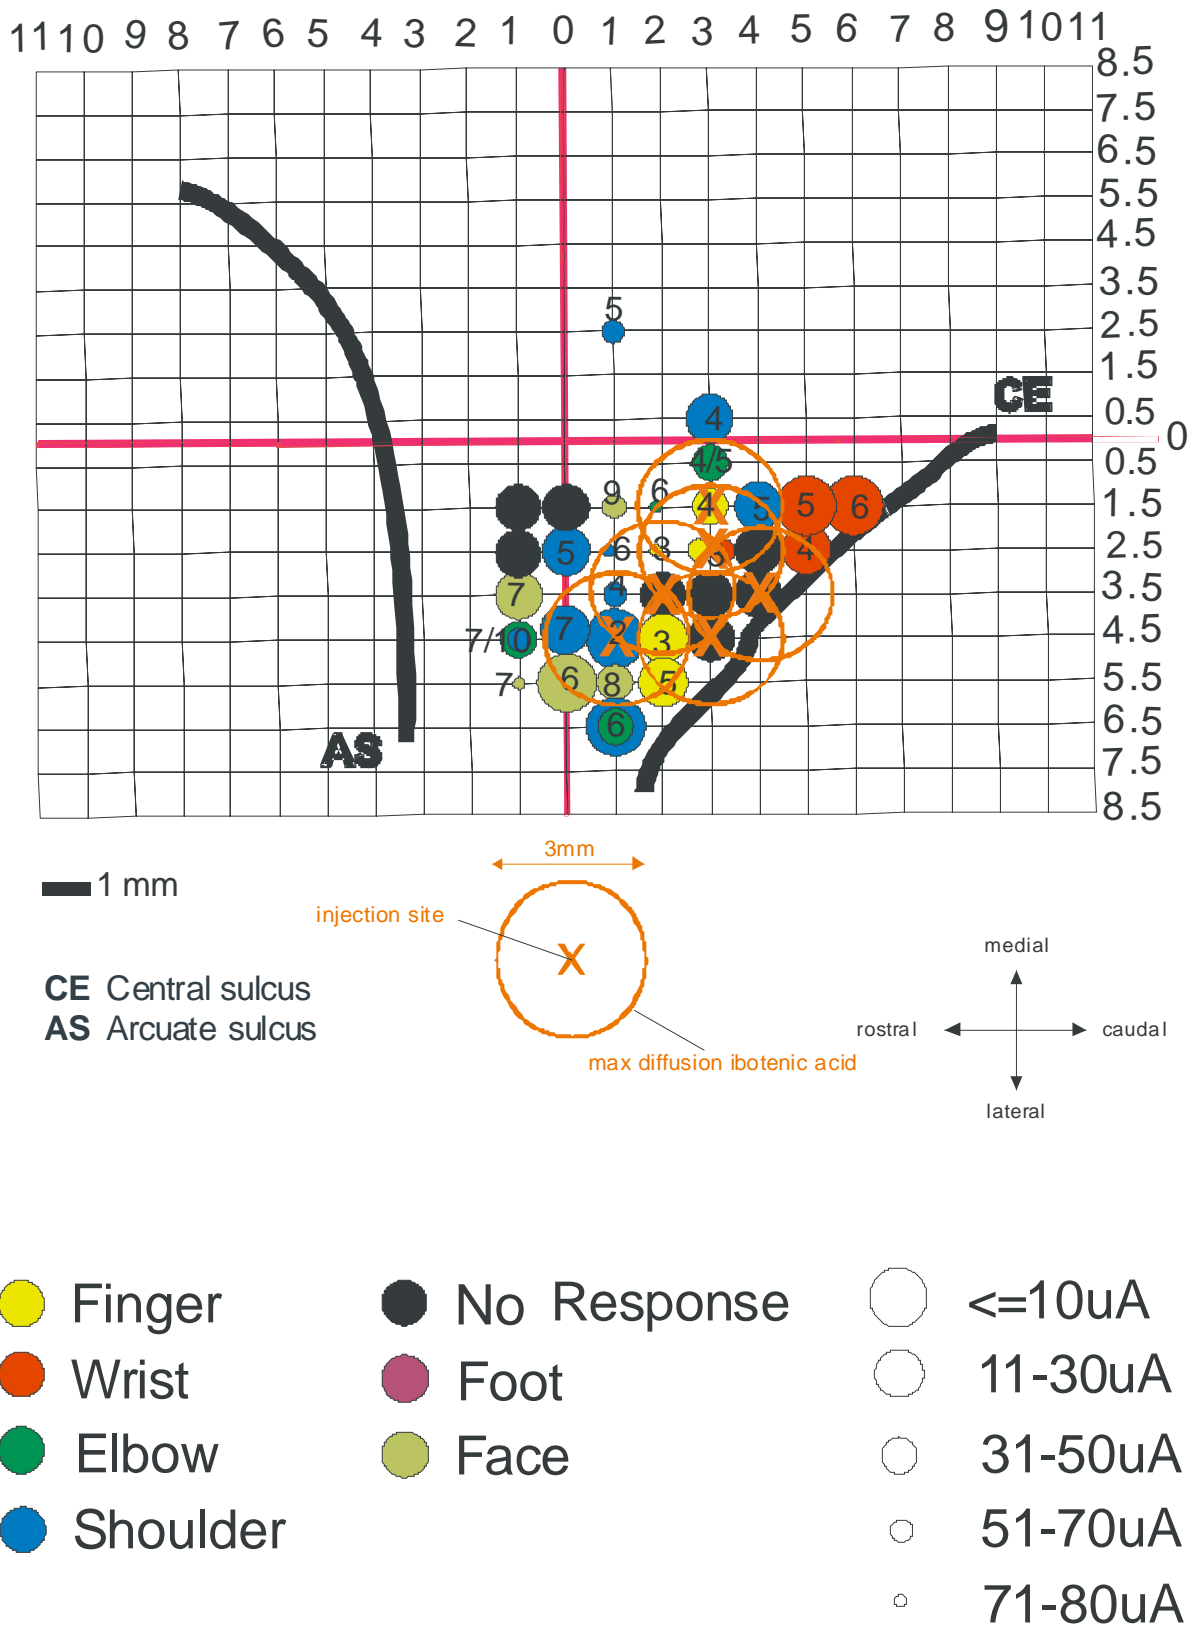 11 10 9 8 7 6 5 4 3 2 1 0 1 2 3 4 5 6 7 8 9 10 11
8.5
7.5
6.5
5.5
4.5
3.5
5
2.5
1.5
CE
0.5
4
0
4/5
0.5
9 6 4 5 5 6
1.5
5 6 3 3 4
2.5
7 4 X X
3.5
7/10 7 2 3 X
4.5
7 6 8 5
5.5
6
6.5
AS
7.5
8.5
3mm
1 mm
injection site
X
medial
CE Central sulcus
AS Arcuate sulcus
rostral caudal
max diffusion ibotenic acid
lateral
Finger No Response <=10uA
Wrist Foot 11-30uA
Elbow Face 31-50uA
Shoulder 51-70uA
71-80uA